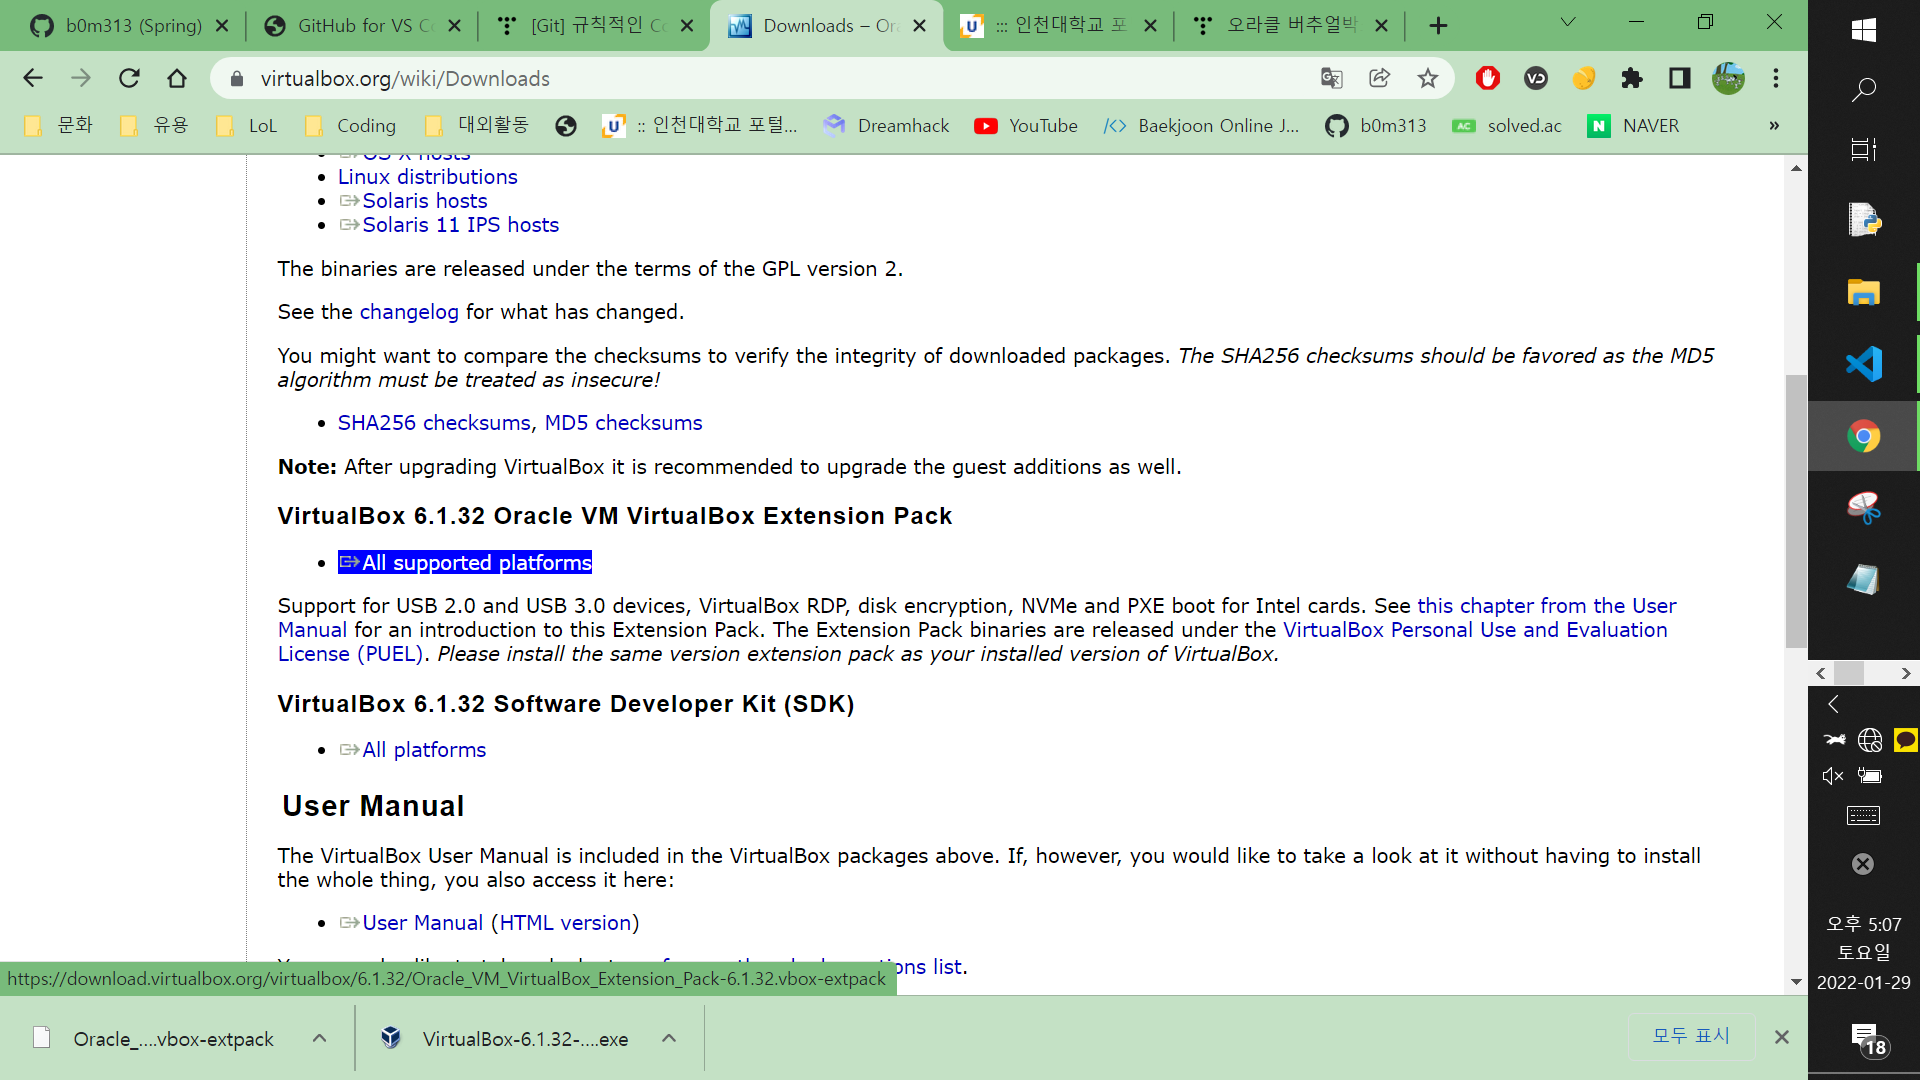 b0m313 (Spring)
GitHub for VS Co
[Git] 규칙적인 Co
Downloads – Ora
::: 인천대학교 포
오라클 버추얼박
virtualbox.org/wiki/Downloads
문화
유용
LoL
Coding
대외활동
:: 인천대학교 포털...
Dreamhack
YouTube
Baekjoon Online J...
b0m313
solved.ac
NAVER
»
OS X hosts
Linux distributions
Solaris hosts
Solaris 11 IPS hosts
The binaries are released under the terms of the GPL version 2.
See the changelog for what has changed.
You might want to compare the checksums to verify the integrity of downloaded packages. The SHA256 checksums should be favored as the MD5
algorithm must be treated as insecure!
SHA256 checksums, MD5 checksums
Note: After upgrading VirtualBox it is recommended to upgrade the guest additions as well.
VirtualBox 6.1.32 Oracle VM VirtualBox Extension Pack
All supported platforms
Support for USB 2.0 and USB 3.0 devices, VirtualBox RDP, disk encryption, NVMe and PXE boot for Intel cards. See this chapter from the User
Manual for an introduction to this Extension Pack. The Extension Pack binaries are released under the VirtualBox Personal Use and Evaluation
License (PUEL). Please install the same version extension pack as your installed version of VirtualBox.
VirtualBox 6.1.32 Software Developer Kit (SDK)
All platforms
User Manual
The VirtualBox User Manual is included in the VirtualBox packages above. If, however, you would like to take a look at it without having to install
the whole thing, you also access it here:
User Manual (HTML version)
list.
https://download.virtualbox.org/virtualbox/6.1.32/Oracle_VM_VirtualBox_Extension_Pack-6.1.32.vbox-extpack
Oracle_....vbox-extpack
VirtualBox-6.1.32-....exe
모두 표시
오후 5:07
토요일
2022-01-29
18